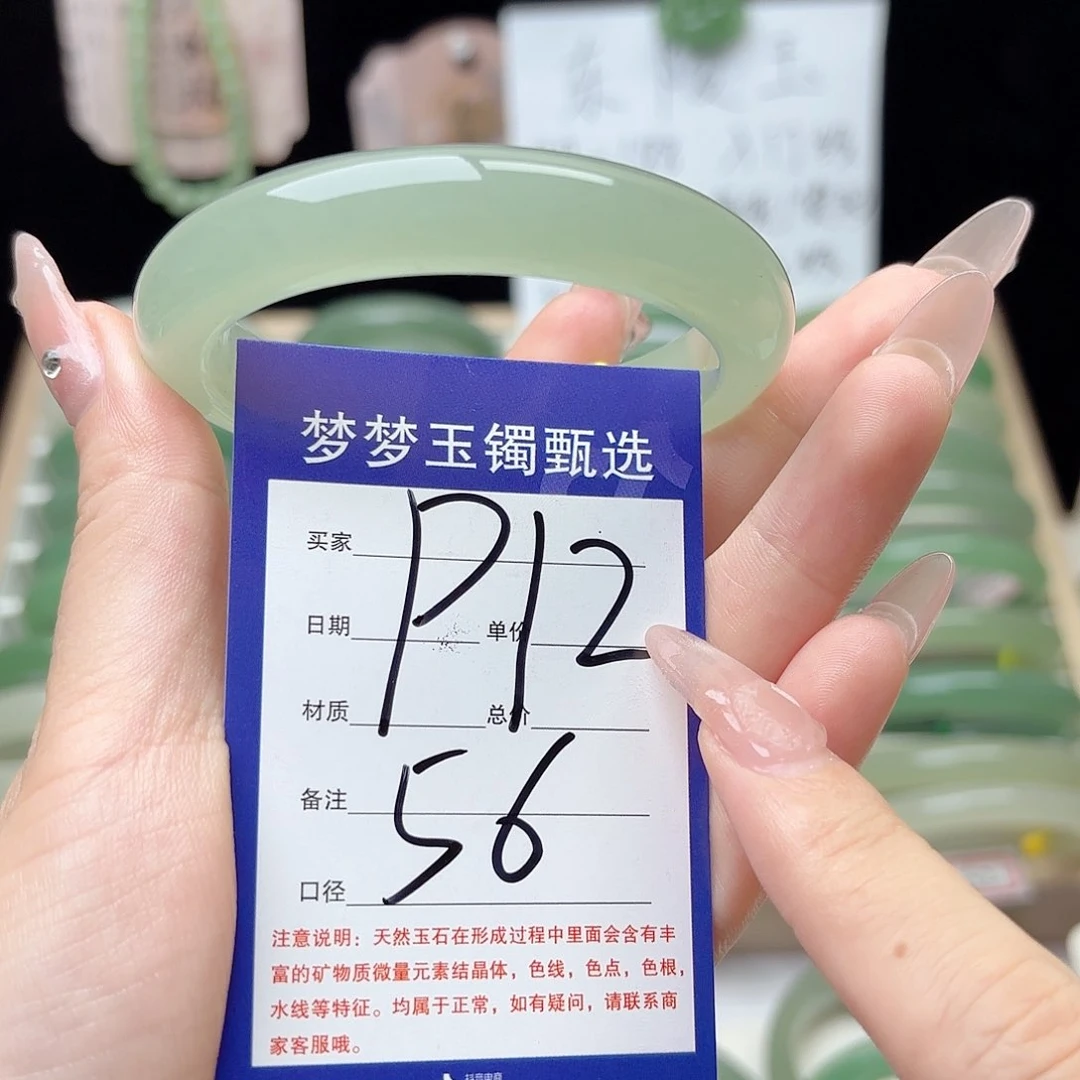 梦梦玉镯甄选
买家 P12
日期 单价
材质 总价
备注 56
口径
注意说明：天然玉石在形成过程中里面会含有丰
富的矿物质微量元素结晶体，色线，色点，色根，
水线等特征。均属于正常，如有疑问，请联系商
家客服哦。
抖音电商